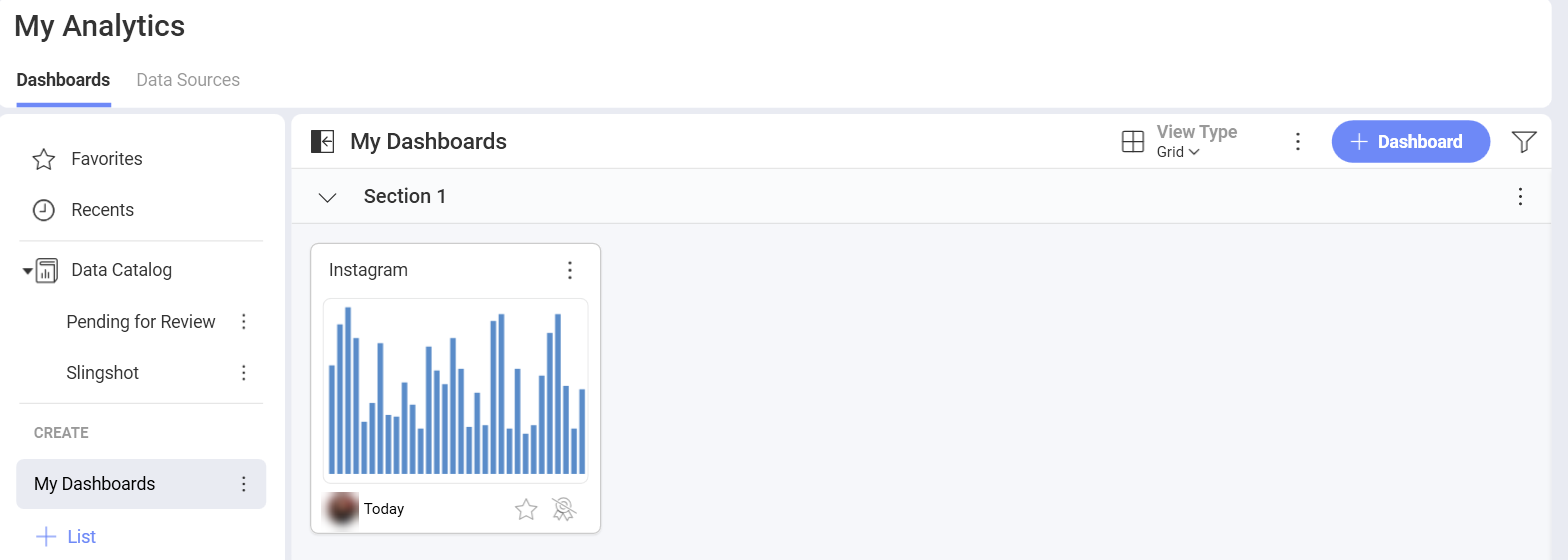 My Analytics
Dashboards
Data Sources
Favorites
Recents
Data Catalog
Pending for Review
Slingshot
CREATE
My Dashboards
List
My Dashboards
View Type
Grid
Dashboard
Section 1
Instagram
Today